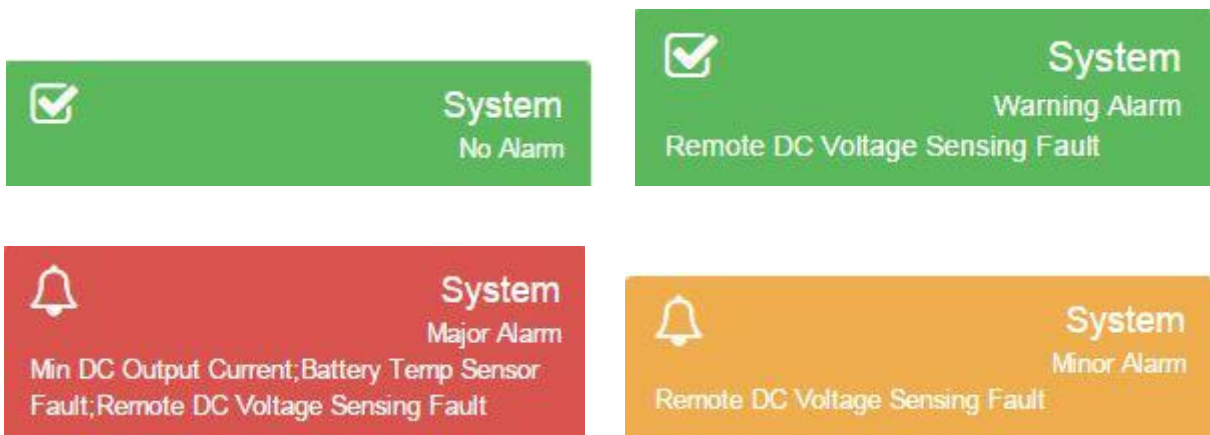 System
No Alarm
System
Warning Alarm
Remote DC Voltage Sensing Fault
System
Major Alarm
Min DC Output Current;Battery Temp Sensor
Fault;Remote DC Voltage Sensing Fault
System
Minor Alarm
Remote DC Voltage Sensing Fault